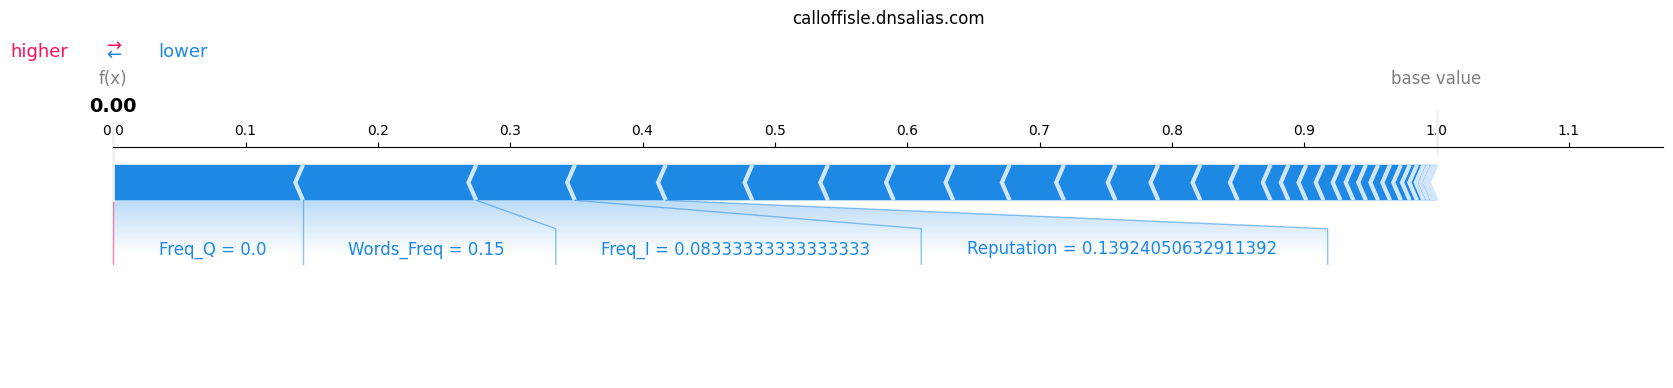 calloffisle.dnsalias.com
higher ⇄ lower
f(x) base value
0.00
0.0 0.1 0.2 0.3 0.4 0.5 0.6 0.7 0.8 0.9 1.0 1.1
Freq_Q = 0.0 Words_Freq = 0.15 Freq_I = 0.08333333333333333 Reputation = 0.13924050632911392